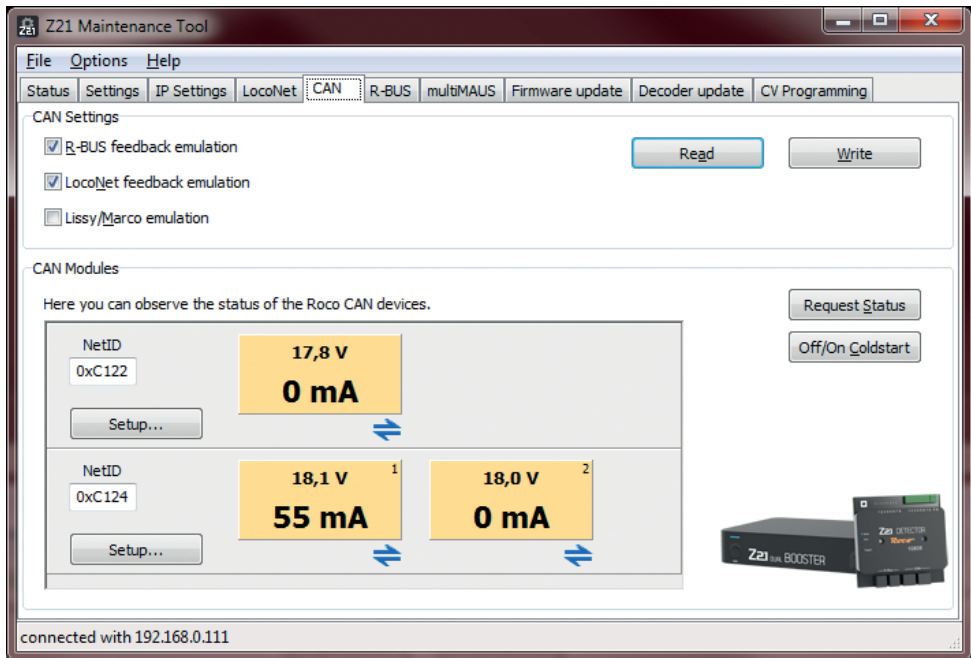 Z21 Maintenance Tool
File Options Help
Status Settings IP Settings LocoNet CAN R-BUS multiMAUS Firmware update Decoder update CV Programming
CAN Settings
R-BUS feedback emulation
Read Write
LocoNet feedback emulation
Lissy/Marco emulation
CAN Modules
Here you can observe the status of the Roco CAN devices.
Request Status
Off/On Coldstart
NetID
0xC122
17,8 V
0 mA
Setup...
NetID
0xC124
18,1 V 1
55 mA
18,0 V 2
0 mA
Setup...
Z21 DUAL BOOSTER
Z21 DETECTOR
Roco
connected with 192.168.0.111